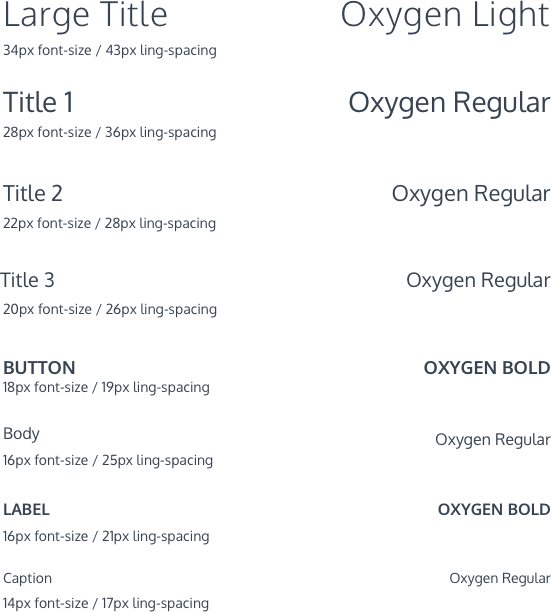 Large Title Oxygen Light
34px font-size / 43px ling-spacing
Title 1 Oxygen Regular
28px font-size / 36px ling-spacing
Title 2 Oxygen Regular
22px font-size / 28px ling-spacing
Title 3 Oxygen Regular
20px font-size / 26px ling-spacing
BUTTON OXYGEN BOLD
18px font-size / 19px ling-spacing
Body Oxygen Regular
16px font-size / 25px ling-spacing
LABEL OXYGEN BOLD
16px font-size / 21px ling-spacing
Caption Oxygen Regular
14px font-size / 17px ling-spacing